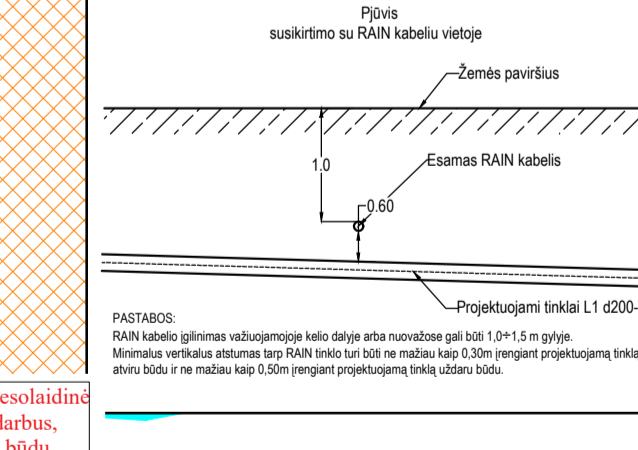 Pjūvis
susikirtimo su RAIN kabeliu vietoje
Žemės paviršius
1.0
Esamas RAIN kabelis
0.60
Projektuojami tinklai L1 d200-
PASTABOS:
RAIN kabelio įgilinimas važiuojamojoje kelio dalyje arba nuovažose gali būti 1,0÷1,5 m gylyje.
Minimalus vertikalus atstumas tarp RAIN tinklo turi būti ne mažiau kaip 0,30m įrengiant projektuojamą tinkla
atviru būdu ir ne mažiau kaip 0,50m įrengiant projektuojamą tinklą uždaru būdu.
esolaidinė
darbus,
būdu